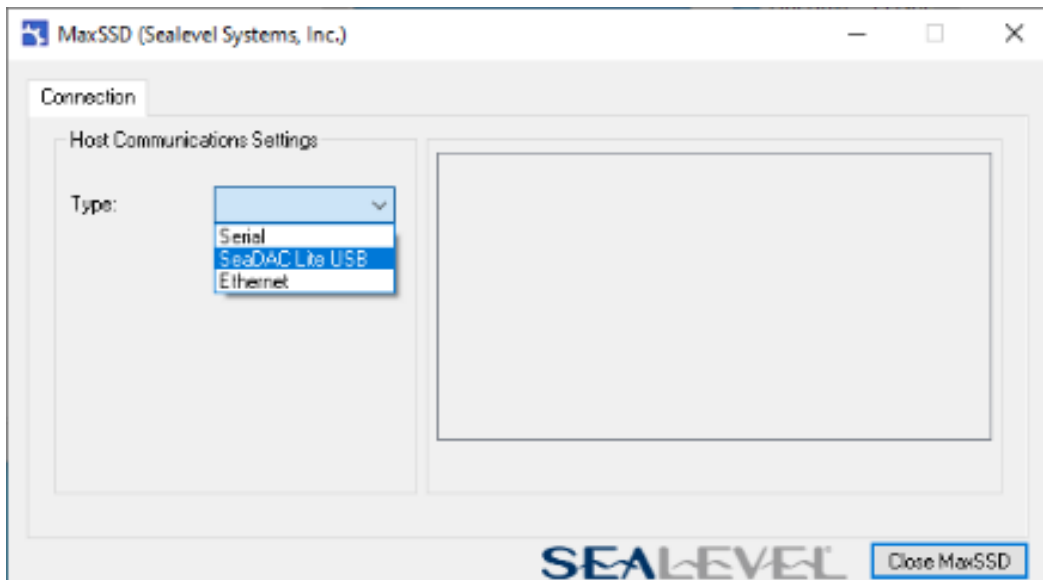 MaxSSD (Sealevel Systems, Inc.)
Connection
Host Communications Settings
Type:
Serial
SeaDAC Lite USB
Ethernet
SEALEVEL
Close MaxSSD